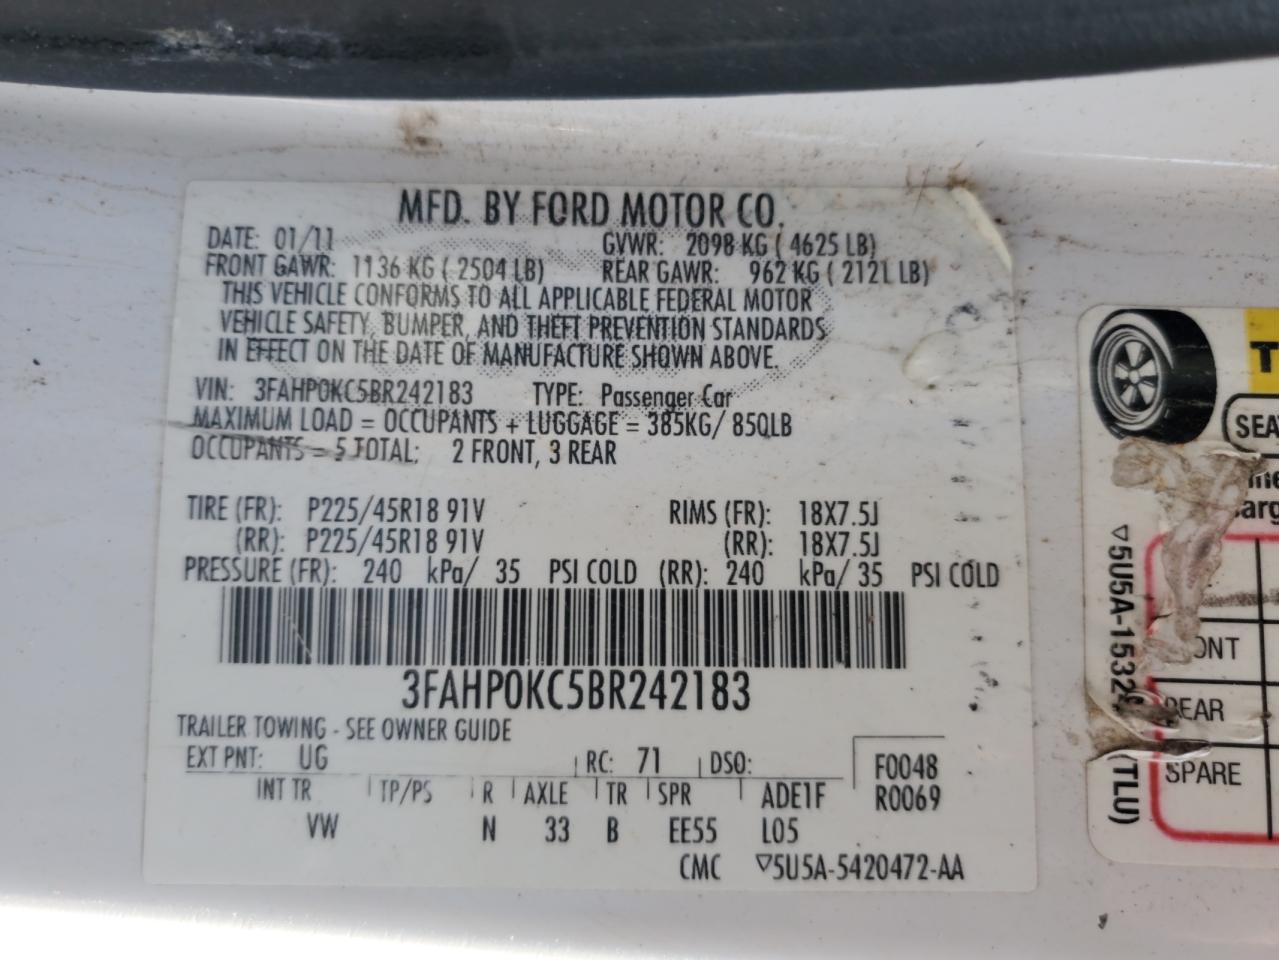 MFD. BY FORD MOTOR CO.
DATE: 01/11 GVWR: 2098 KG ( 4625 LB)
FRONT GAWR: 1136 KG ( 2504 LB) REAR GAWR: 962 KG ( 2121 LB)
THIS VEHICLE CONFORMS TO ALL APPLICABLE FEDERAL MOTOR
VEHICLE SAFETY, BUMPER, AND THEFT PREVENTION STANDARDS
IN EFFECT ON THE DATE OF MANUFACTURE SHOWN ABOVE.
VIN: 3FAHP0KC5BR242183 TYPE: Passenger Car
MAXIMUM LOAD = OCCUPANTS + LUGGAGE = 385KG/ 850LB
OCCUPANTS = 5 TOTAL: 2 FRONT, 3 REAR
TIRE (FR): P225/45R18 91V RIMS (FR): 18X7.5J
(RR): P225/45R18 91V (RR): 18X7.5J
PRESSURE (FR): 240 kPa/ 35 PSI COLD (RR): 240 kPa/ 35 PSI COLD
3FAHP0KC5BR242183
TRAILER TOWING - SEE OWNER GUIDE
EXT PNT: UG RC: 71 DSO: F0048
INT TR TP/PS R AXLE TR SPR ADE1F R0069
VW N 33 B EE55 L05
CMC ▽5U5A-5420472-AA
SEA
REAR
SPARE
▽5U5A-1532
(TLU)